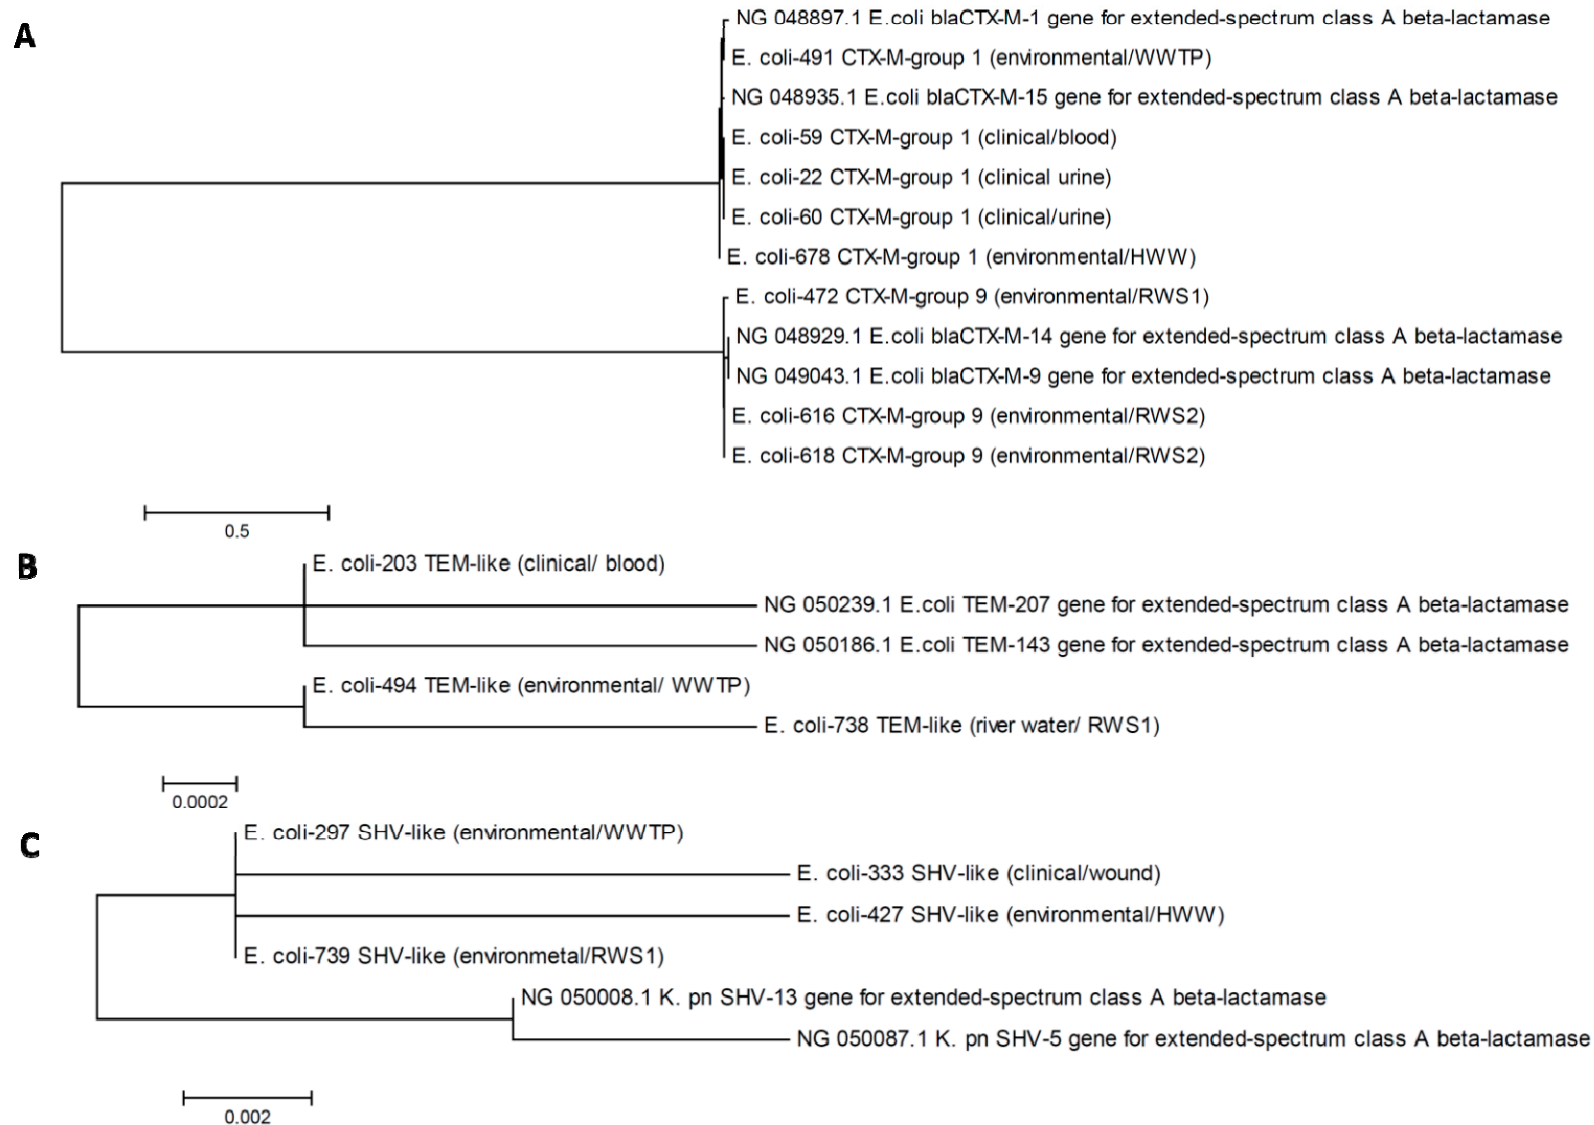 A
NG 048897.1 E.coli blaCTX-M-1 gene for extended-spectrum class A beta-lactamase
E. coli-491 CTX-M-group 1 (environmental/WWTP)
NG 048935.1 E.coli blaCTX-M-15 gene for extended-spectrum class A beta-lactamase
E. coli-59 CTX-M-group 1 (clinical/blood)
E. coli-22 CTX-M-group 1 (clinical urine)
E. coli-60 CTX-M-group 1 (clinical/urine)
E. coli-678 CTX-M-group 1 (environmental/HWW)
E. coli-472 CTX-M-group 9 (environmental/RWS1)
NG 048929.1 E.coli blaCTX-M-14 gene for extended-spectrum class A beta-lactamase
NG 049043.1 E.coli blaCTX-M-9 gene for extended-spectrum class A beta-lactamase
E. coli-616 CTX-M-group 9 (environmental/RWS2)
E. coli-618 CTX-M-group 9 (environmental/RWS2)
0.5
B
E. coli-203 TEM-like (clinical/ blood)
NG 050239.1 E.coli TEM-207 gene for extended-spectrum class A beta-lactamase
NG 050186.1 E.coli TEM-143 gene for extended-spectrum class A beta-lactamase
E. coli-494 TEM-like (environmental/ WWTP)
E. coli-738 TEM-like (river water/ RWS1)
0.0002
C
E. coli-297 SHV-like (environmental/WWTP)
E. coli-333 SHV-like (clinical/wound)
E. coli-427 SHV-like (environmental/HWW)
E. coli-739 SHV-like (environmetal/RWS1)
NG 050008.1 K. pn SHV-13 gene for extended-spectrum class A beta-lactamase
NG 050087.1 K. pn SHV-5 gene for extended-spectrum class A beta-lactamase
0.002